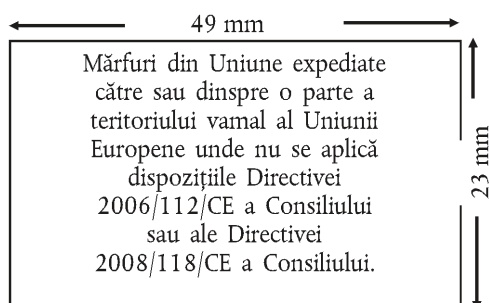 49 mm
Mărfuri din Uniune expediate
către sau dinspre o parte a
teritoriului vamal al Uniunii
Europene unde nu se aplică
dispozițiile Directivei
2006/112/CE a Consiliului
sau ale Directivei
2008/118/CE a Consiliului.
23 mm